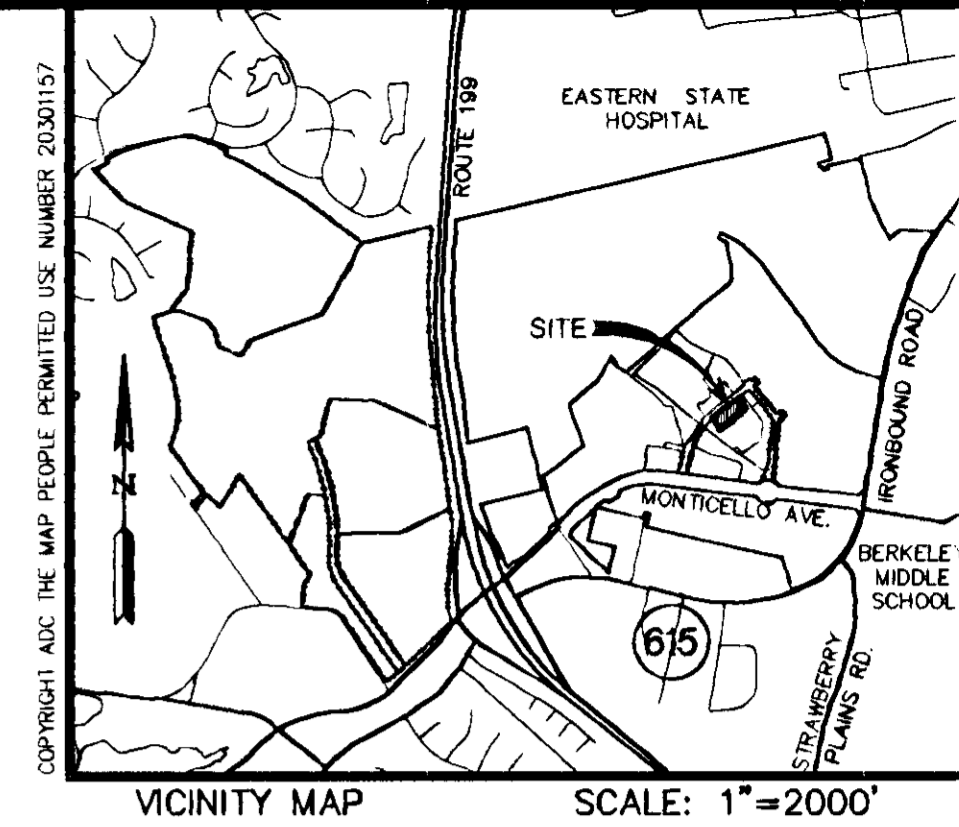 COPYRIGHT ADC THE MAP PEOPLE PERMITTED USE NUMBER 20301157
ROUTE 199
EASTERN STATE
HOSPITAL
SITE
IRONBOUND ROAD
N
MONTICELLO AVE.
BERKELEY
MIDDLE
SCHOOL
615
STRAWBERRY
PLAINS RD.
VICINITY MAP
SCALE: 1"=2000'